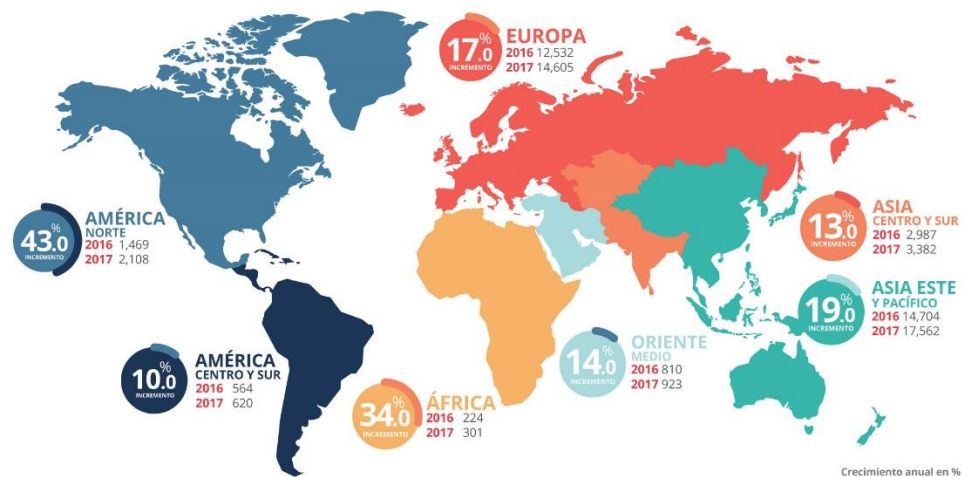 17.0%
INCREMENTO
EUROPA
2016 12,532
2017 14,605
43.0%
INCREMENTO
AMÉRICA
NORTE
2016 1,469
2017 2,108
13.0%
INCREMENTO
ASIA
CENTRO Y SUR
2016 2,987
2017 3,382
19.0%
INCREMENTO
ASIA ESTE
Y PACÍFICO
2016 14,704
2017 17,562
10.0%
INCREMENTO
AMÉRICA
CENTRO Y SUR
2016 564
2017 620
34.0%
INCREMENTO
ÁFRICA
2016 224
2017 301
14.0%
INCREMENTO
ORIENTE
MEDIO
2016 810
2017 923
Crecimiento anual en %